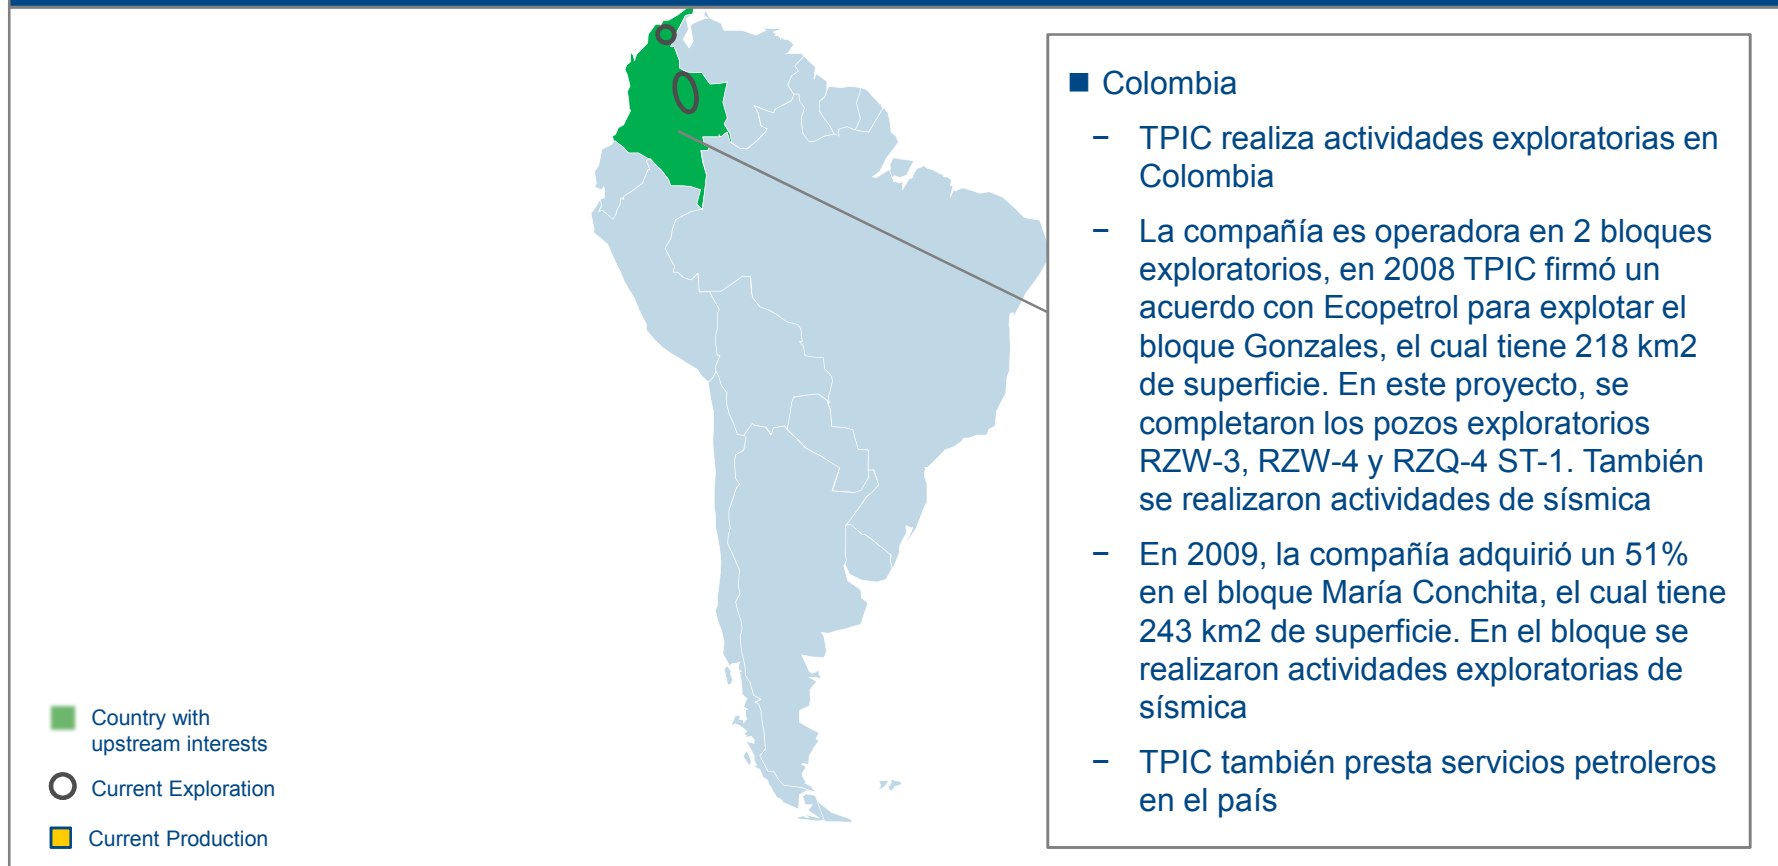 ■ Colombia
− TPIC realiza actividades exploratorias en
Colombia
− La compañía es operadora en 2 bloques
exploratorios, en 2008 TPIC firmó un
acuerdo con Ecopetrol para explotar el
bloque Gonzales, el cual tiene 218 km2
de superficie. En este proyecto, se
completaron los pozos exploratorios
RZW-3, RZW-4 y RZQ-4 ST-1. También
se realizaron actividades de sísmica
− En 2009, la compañía adquirió un 51%
en el bloque María Conchita, el cual tiene
243 km2 de superficie. En el bloque se
realizaron actividades exploratorias de
sísmica
− TPIC también presta servicios petroleros
en el país
Country with
upstream interests
Current Exploration
Current Production